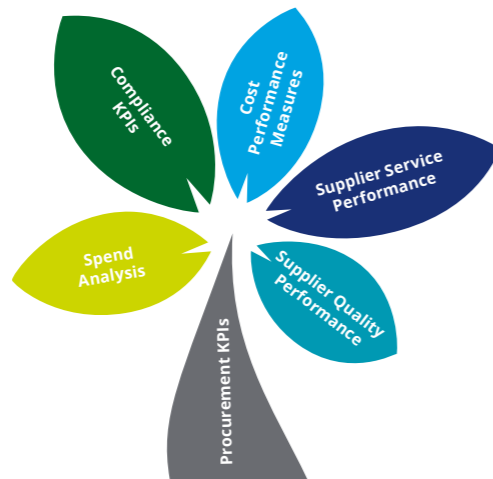 Compliance
KPIs
Cost
Performance
Measures
Supplier Service
Performance
Spend
Analysis
Supplier Quality
Performance
Procurement KPIs